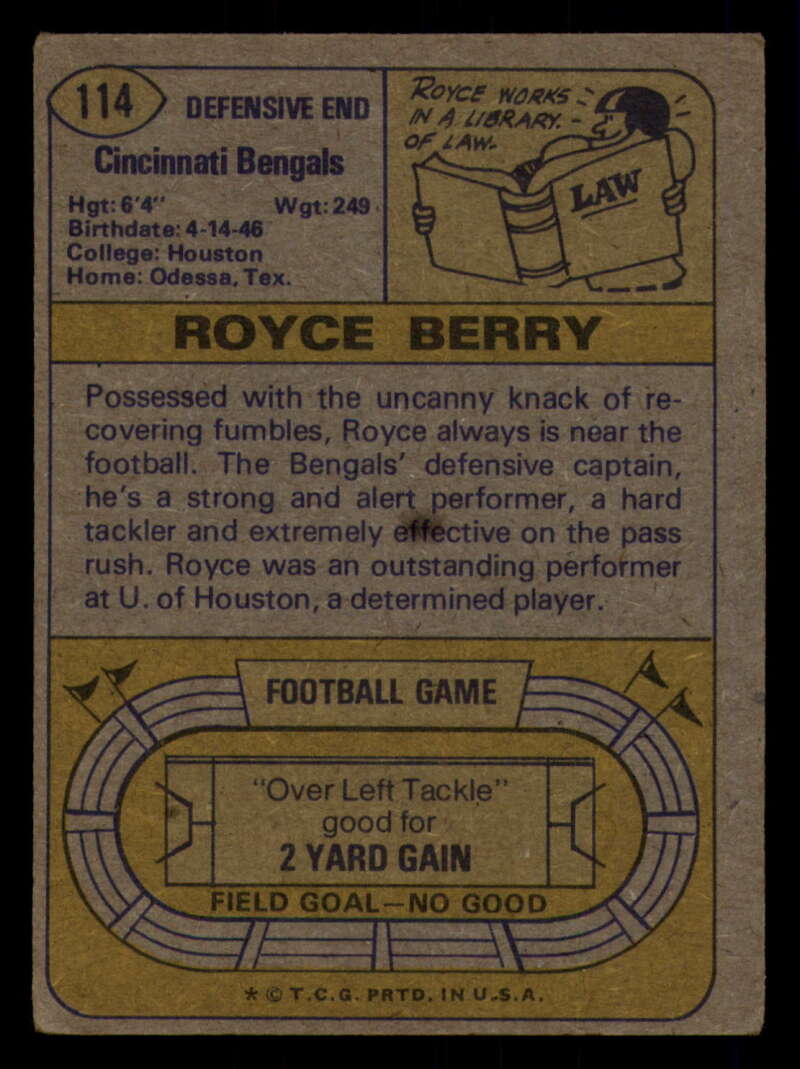 114
DEFENSIVE END
Cincinnati Bengals
Hgt: 6'4" Wgt: 249
Birthdate: 4-14-46
College: Houston
Home: Odessa, Tex.
ROYCE WORKS
IN A LIBRARY
OF LAW.
LAW
ROYCE BERRY
Possessed with the uncanny knack of re-
covering fumbles, Royce always is near the
football. The Bengals' defensive captain,
he's a strong and alert performer, a hard
tackler and extremely effective on the pass
rush. Royce was an outstanding performer
at U. of Houston, a determined player.
FOOTBALL GAME
"Over Left Tackle"
good for
2 YARD GAIN
FIELD GOAL—NO GOOD
* © T.C.G. PRTD. IN U.S.A.